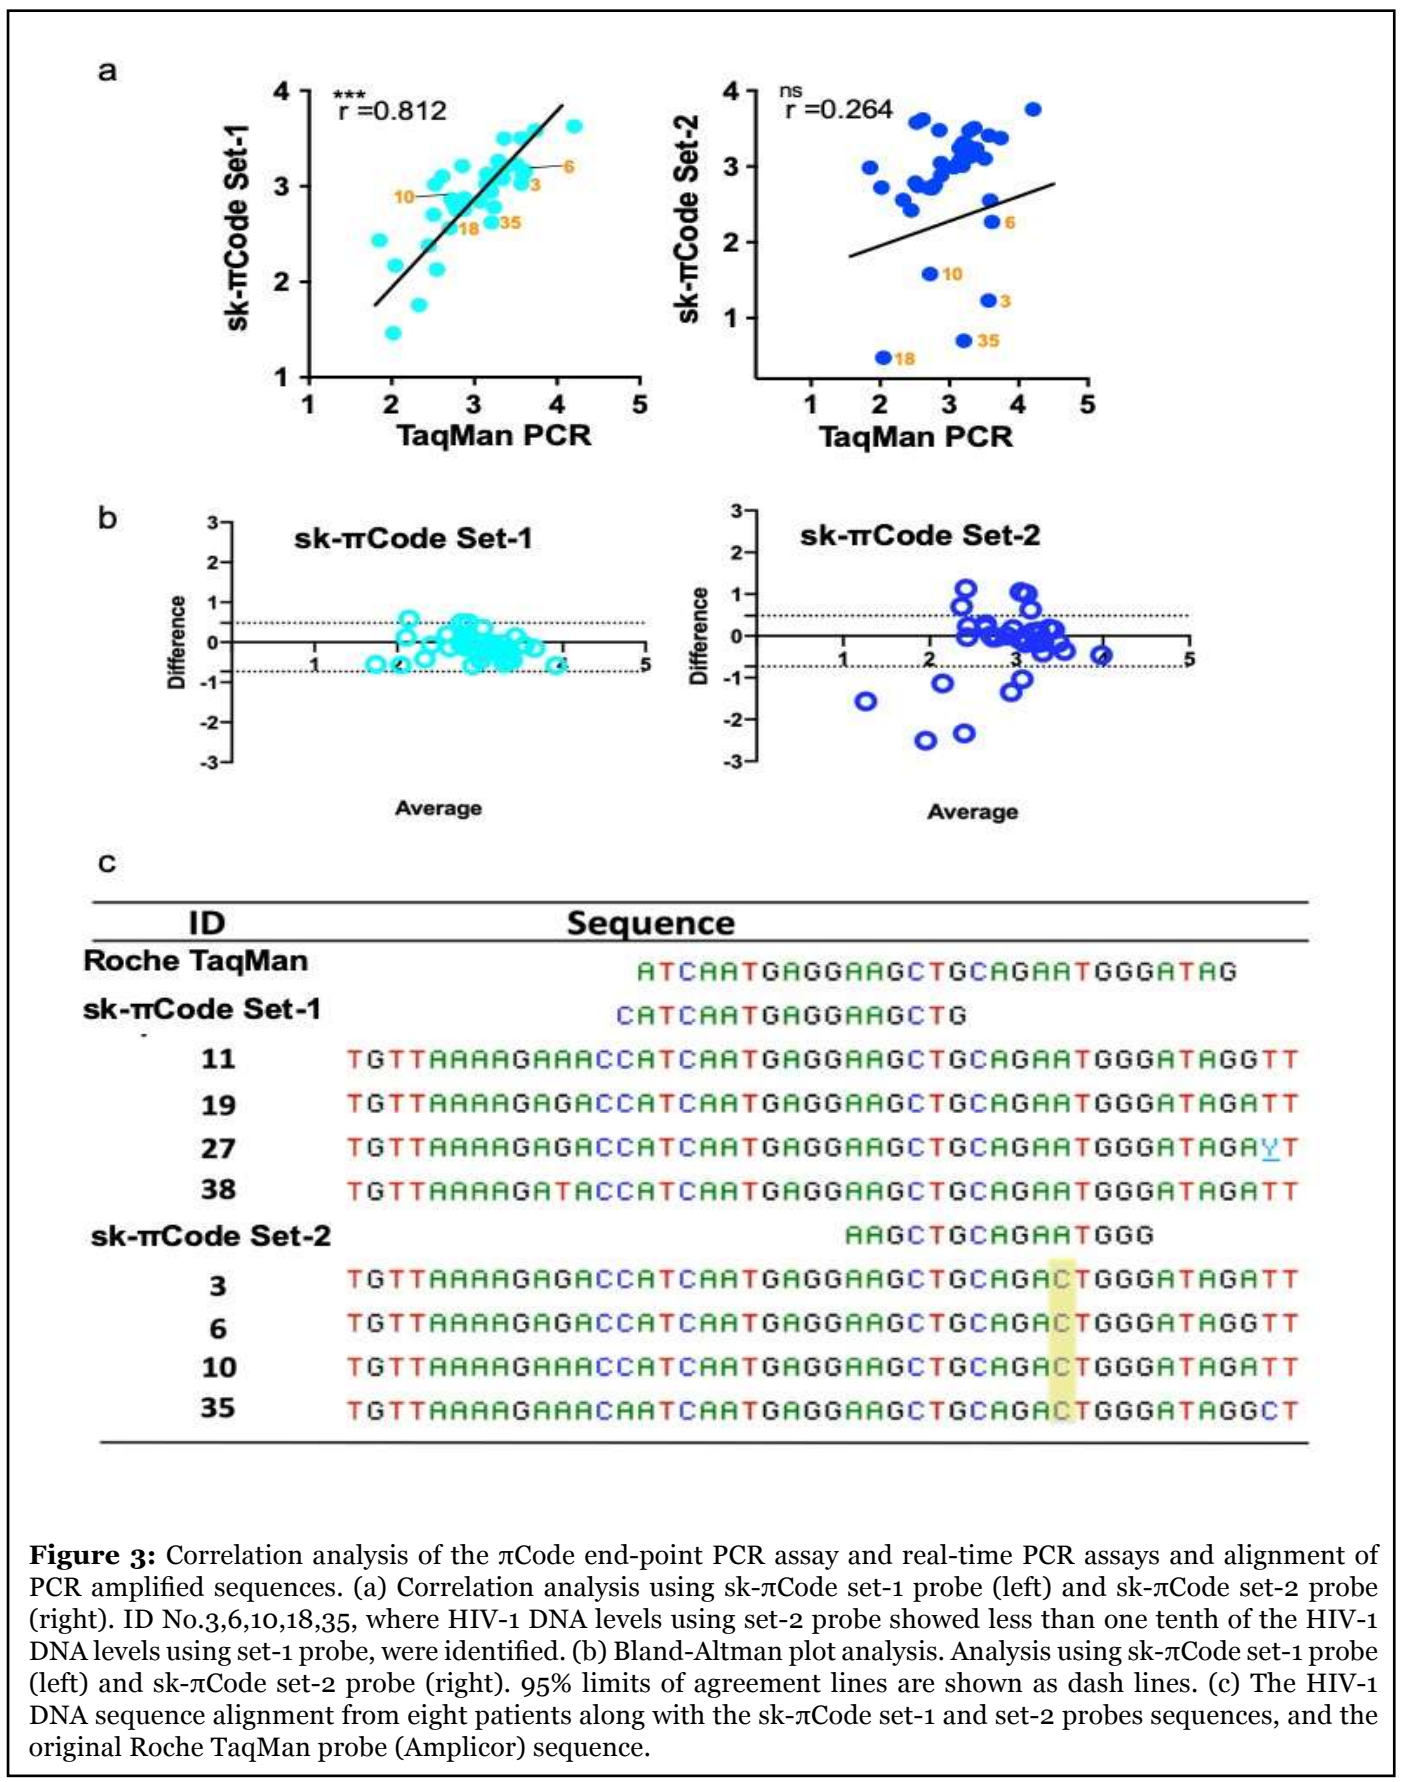 a
sk-πCode Set-1
4
3
2
1
***
r =0.812
10
18
35
3
6
1 2 3 4 5
TaqMan PCR
sk-πCode Set-2
4
3
2
1
ns
r =0.264
6
10
3
35
18
1 2 3 4 5
TaqMan PCR
b
sk-πCode Set-1
Difference
3
2
1
0
-1
-2
-3
1 2 3 4 5
Average
sk-πCode Set-2
Difference
3
2
1
0
-1
-2
-3
1 2 3 4 5
Average
c
ID Sequence
Roche TaqMan ATCAATGAGGAAGCTGCAGAATGGGATAG
sk-πCode Set-1 CATCAATGAGGAAGCTG
11 TGTTAAAAGAAACCATCAATGAGGAAGCTGCAGAATGGGATAGGTT
19 TGTTAAAAGAGACCATCAATGAGGAAGCTGCAGAATGGGATAGATT
27 TGTTAAAAGAGACCATCAATGAGGAAGCTGCAGAATGGGATAGAYT
38 TGTTAAAAGATACCATCAATGAGGAAGCTGCAGAATGGGATAGATT
sk-πCode Set-2 AAGCTGCAGAATGGG
3 TGTTAAAAGAGACCATCAATGAGGAAGCTGCAGACTGGGATAGATT
6 TGTTAAAAGAGACCATCAATGAGGAAGCTGCAGACTGGGATAGGTT
10 TGTTAAAAGAAACCATCAATGAGGAAGCTGCAGACTGGGATAGATT
35 TGTTAAAAGAAACAATCAATGAGGAAGCTGCAGACTGGGATAGGCT
Figure 3: Correlation analysis of the πCode end-point PCR assay and real-time PCR assays and alignment of
PCR amplified sequences. (a) Correlation analysis using sk-πCode set-1 probe (left) and sk-πCode set-2 probe
(right). ID No.3,6,10,18,35, where HIV-1 DNA levels using set-2 probe showed less than one tenth of the HIV-1
DNA levels using set-1 probe, were identified. (b) Bland-Altman plot analysis. Analysis using sk-πCode set-1 probe
(left) and sk-πCode set-2 probe (right). 95% limits of agreement lines are shown as dash lines. (c) The HIV-1
DNA sequence alignment from eight patients along with the sk-πCode set-1 and set-2 probes sequences, and the
original Roche TaqMan probe (Amplicor) sequence.